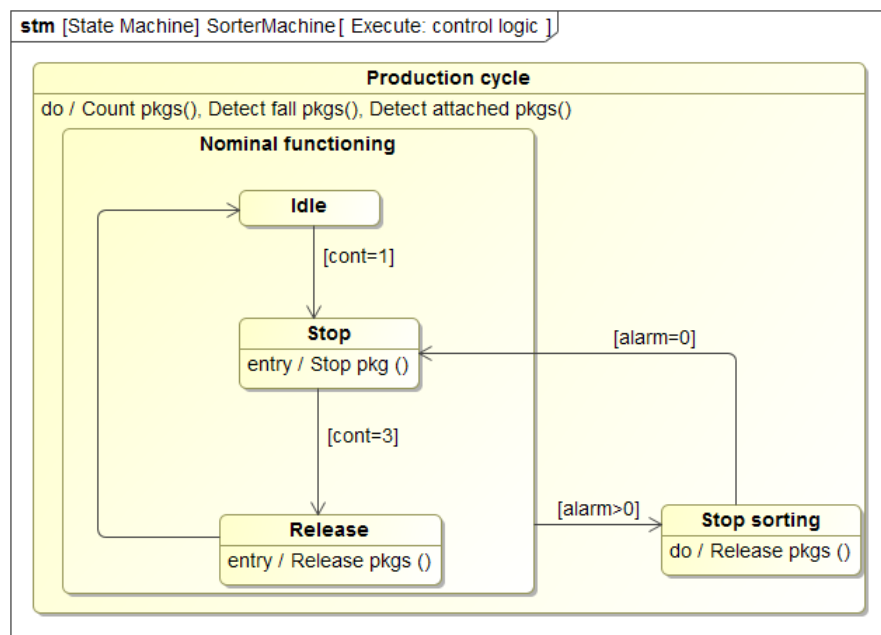 stm [State Machine] SorterMachine[ Execute: control logic ]
Production cycle
do / Count pkgs(), Detect fall pkgs(), Detect attached pkgs()
Nominal functioning
Idle
[cont=1]
Stop
entry / Stop pkg ()
[alarm=0]
[cont=3]
Release
entry / Release pkgs ()
[alarm>0]
Stop sorting
do / Release pkgs ()